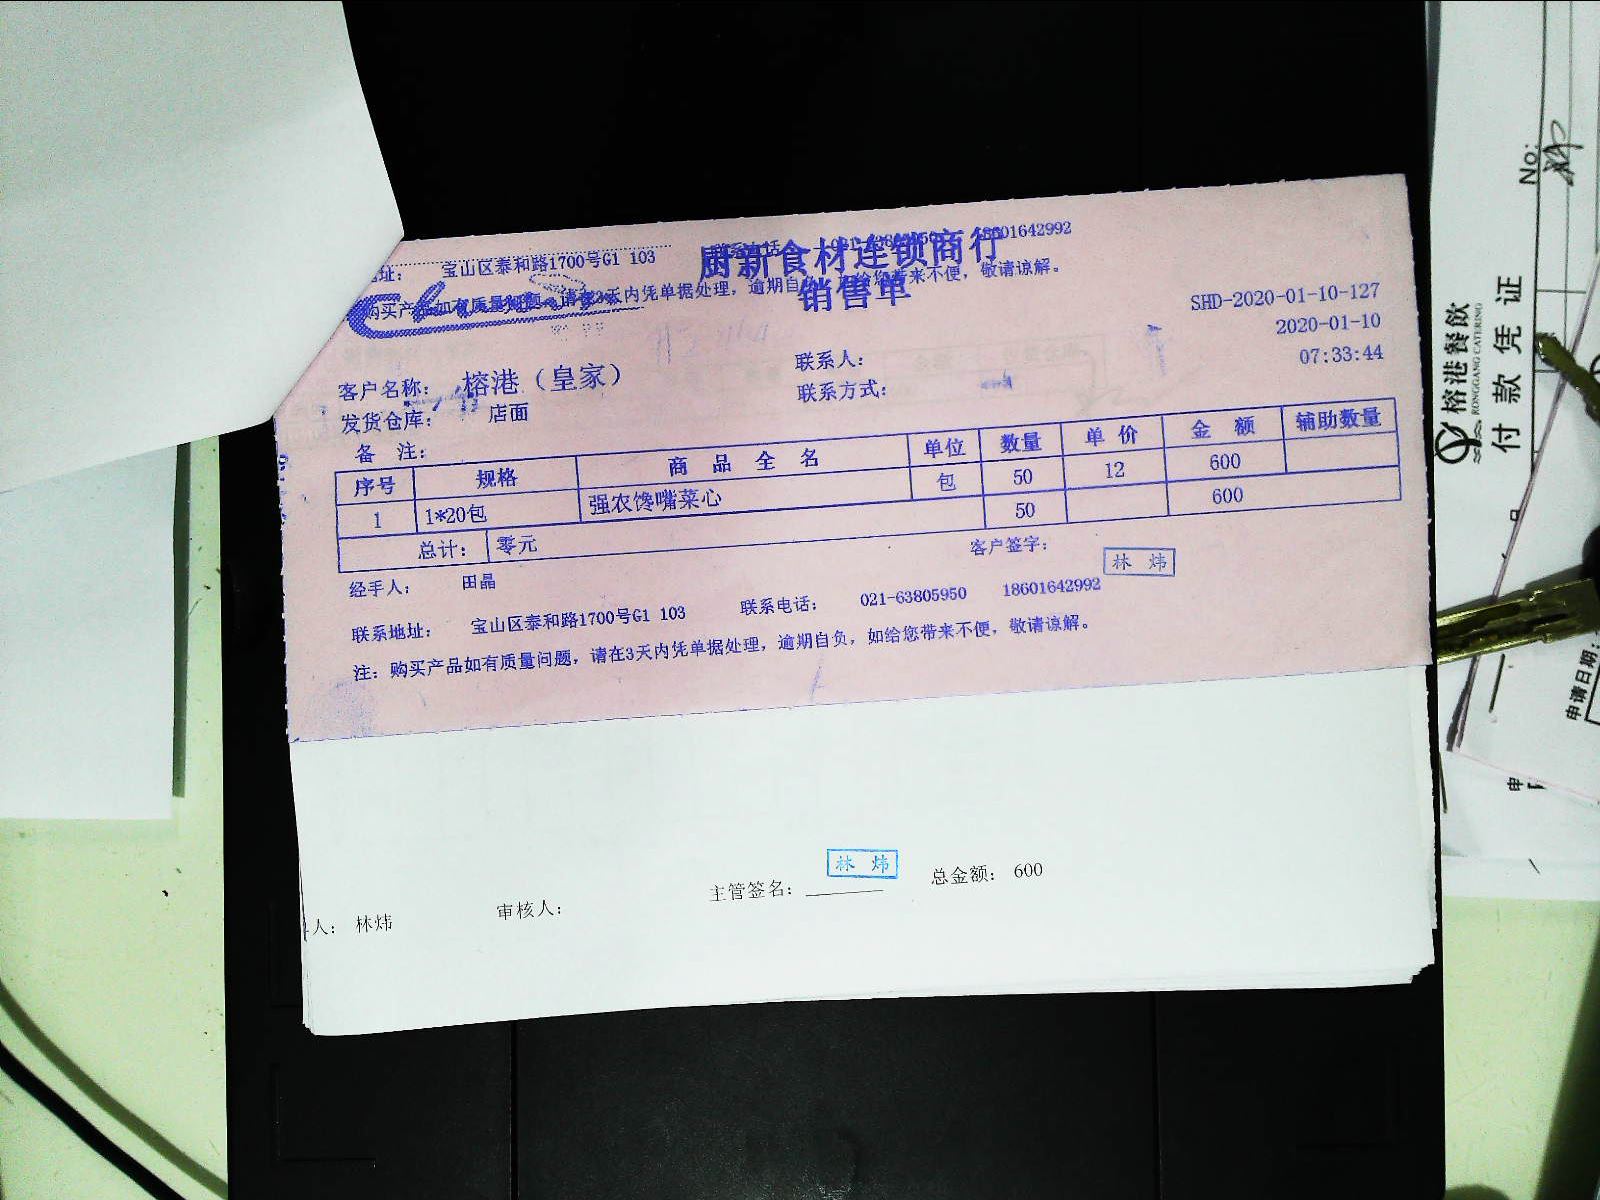 厨新食材连锁商行
销售单
址: 宝山区泰和路1700号G1 103 联系电话 18601642992
购买产品如有质量问题，请在3天内凭单据处理，逾期自负，如给您带来不便，敬请谅解。
SHD-2020-01-10-127
2020-01-10
07:33:44
客户名称: 榕港（皇家） 联系人:
发货仓库: 店面 联系方式:
备 注:
序号 规格 商 品 全 名 单位 数量 单 价 金 额 辅助数量
1 1*20包 强农馋嘴菜心 包 50 12 600
50 600
总计: 零元
经手人: 田晶 客户签字: 林 炜
联系地址: 宝山区泰和路1700号G1 103 联系电话: 021-63805950 18601642992
注: 购买产品如有质量问题，请在3天内凭单据处理，逾期自负，如给您带来不便，敬请谅解。
人: 林炜 审核人: 主管签名: 林 炜 总金额: 600
榕港餐飲
RONGGANG CATERING
付款凭证
No:
申请日期:
申